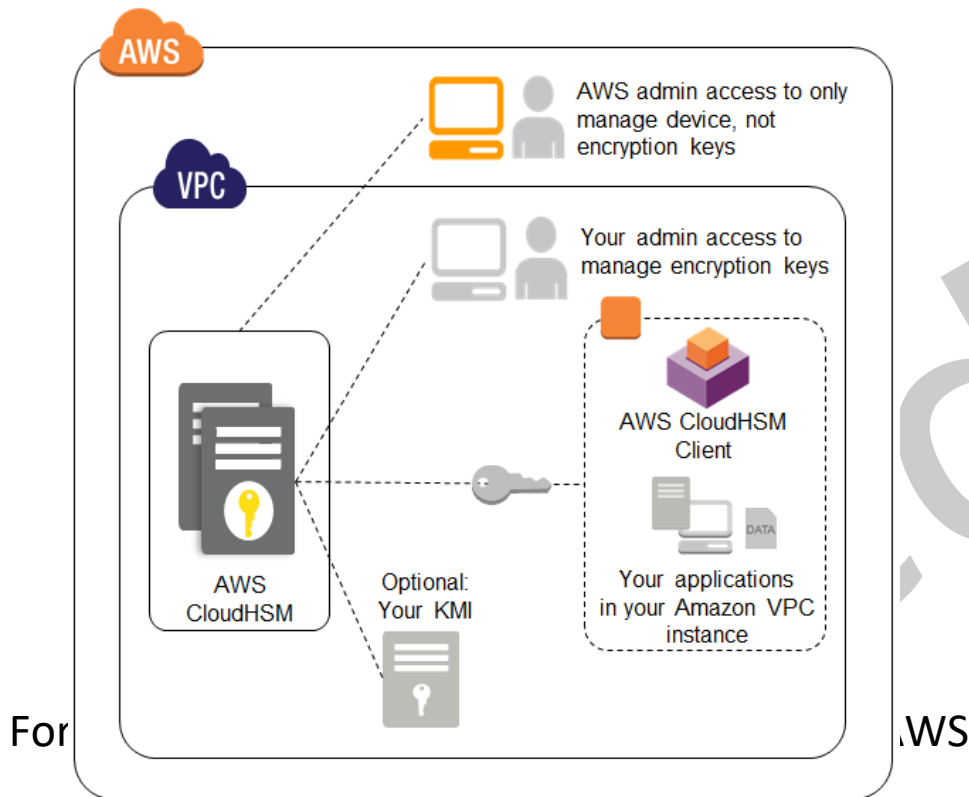 AWS
AWS admin access to only
manage device, not
encryption keys
VPC
Your admin access to
manage encryption keys
AWS CloudHSM
Client
DATA
Your applications
in your Amazon VPC
instance
AWS
CloudHSM
Optional:
Your KMI
For